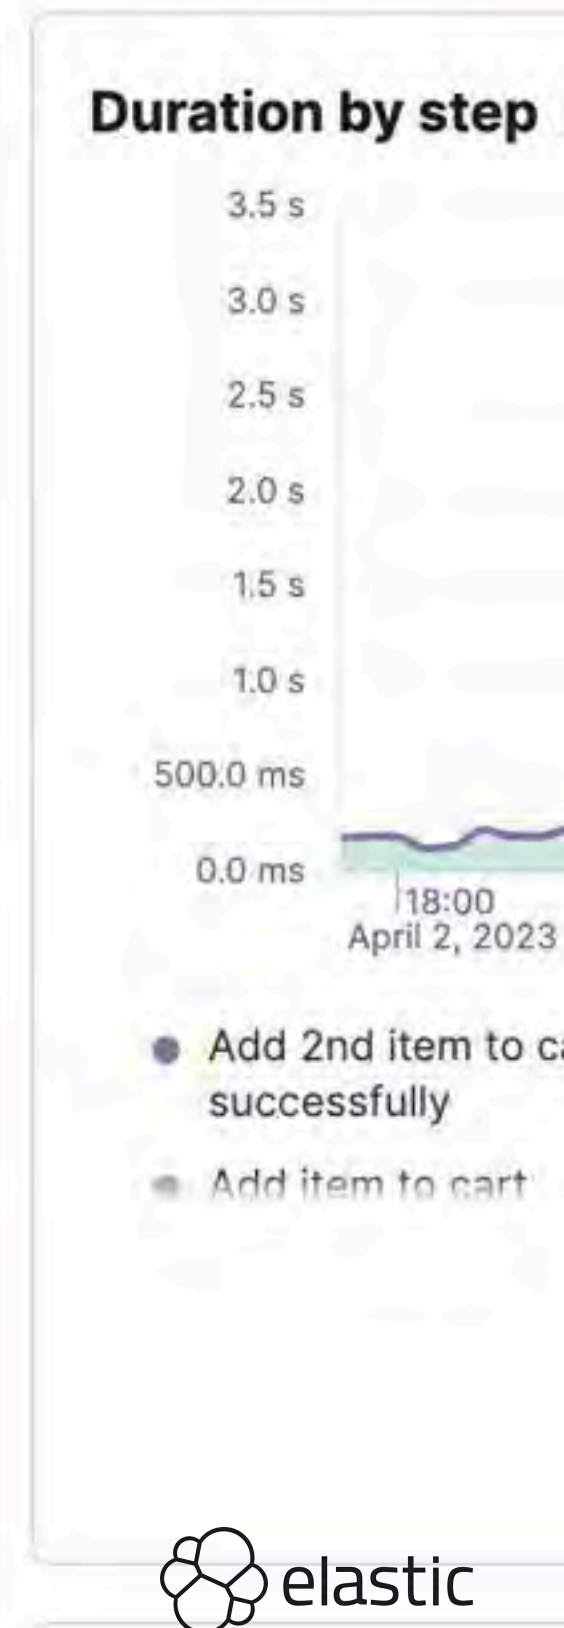 Duration by step
3.5 s
3.0 s
2.5 s
2.0 s
1.5 s
1.0 s
500.0 ms
0.0 ms
18:00
April 2, 2023
Add 2nd item to
successfully
Add item to cart
elastic